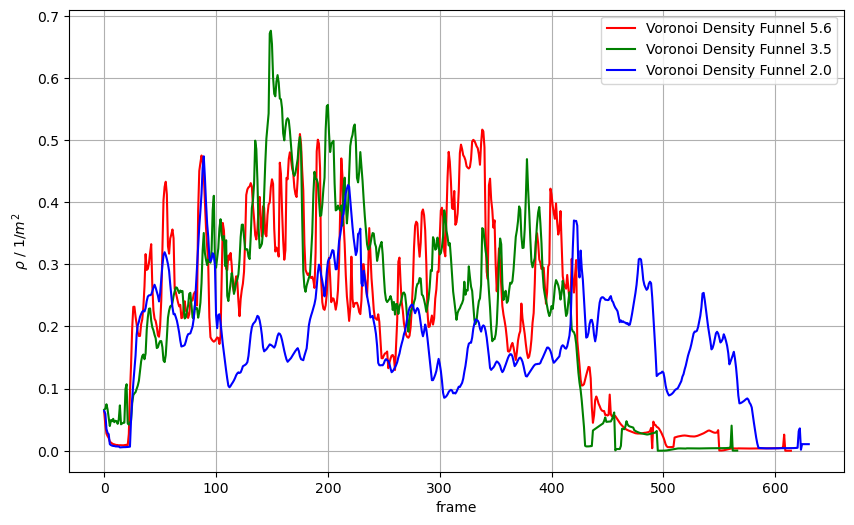 Voronoi Density Funnel 5.6
Voronoi Density Funnel 3.5
Voronoi Density Funnel 2.0
0.7
0.6
0.5
0.4
0.3
0.2
0.1
0.0
ρ / 1/m²
0 100 200 300 400 500 600
frame